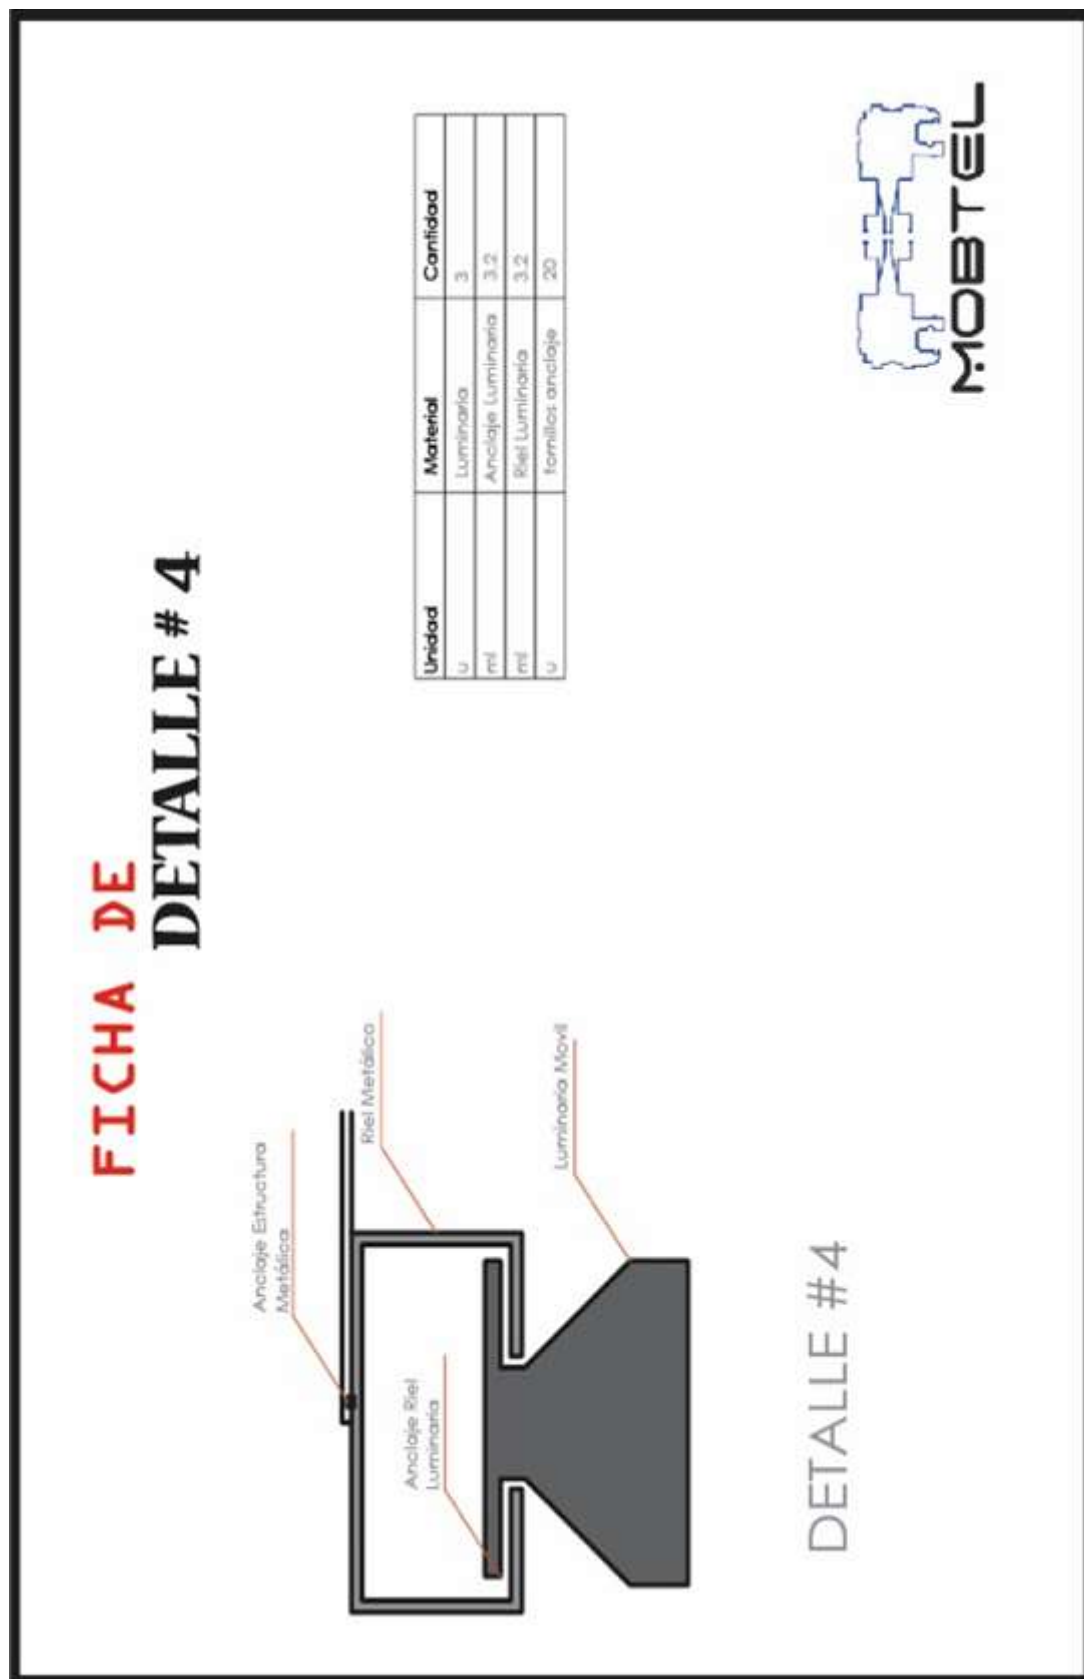 FICHA DE
DETALLE # 4
Anclaje Estructura
Metálica
Riel Metálico
Anclaje Riel
Luminaria
Luminaria Movil
DETALLE #4
Unidad Material Cantidad
u Luminaria 3
ml Anclaje Luminaria 3.2
ml Riel Luminaria 3.2
u tornillos anclaje 20
MOBTEL